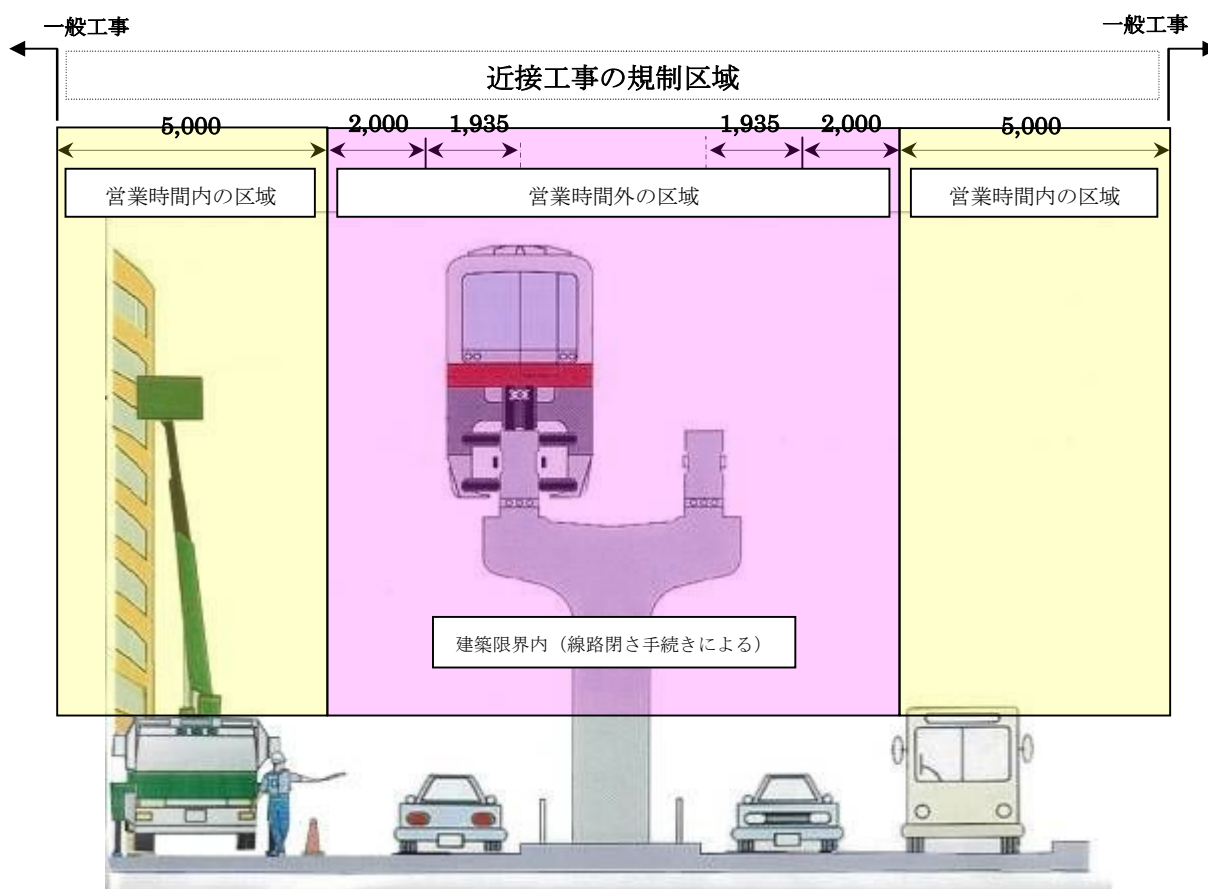 一般工事
一般工事
近接工事の規制区域
5,000
2,000
1,935
1,935
2,000
5,000
営業時間内の区域
営業時間外の区域
営業時間内の区域
建築限界内（線路閉さ手続きによる）